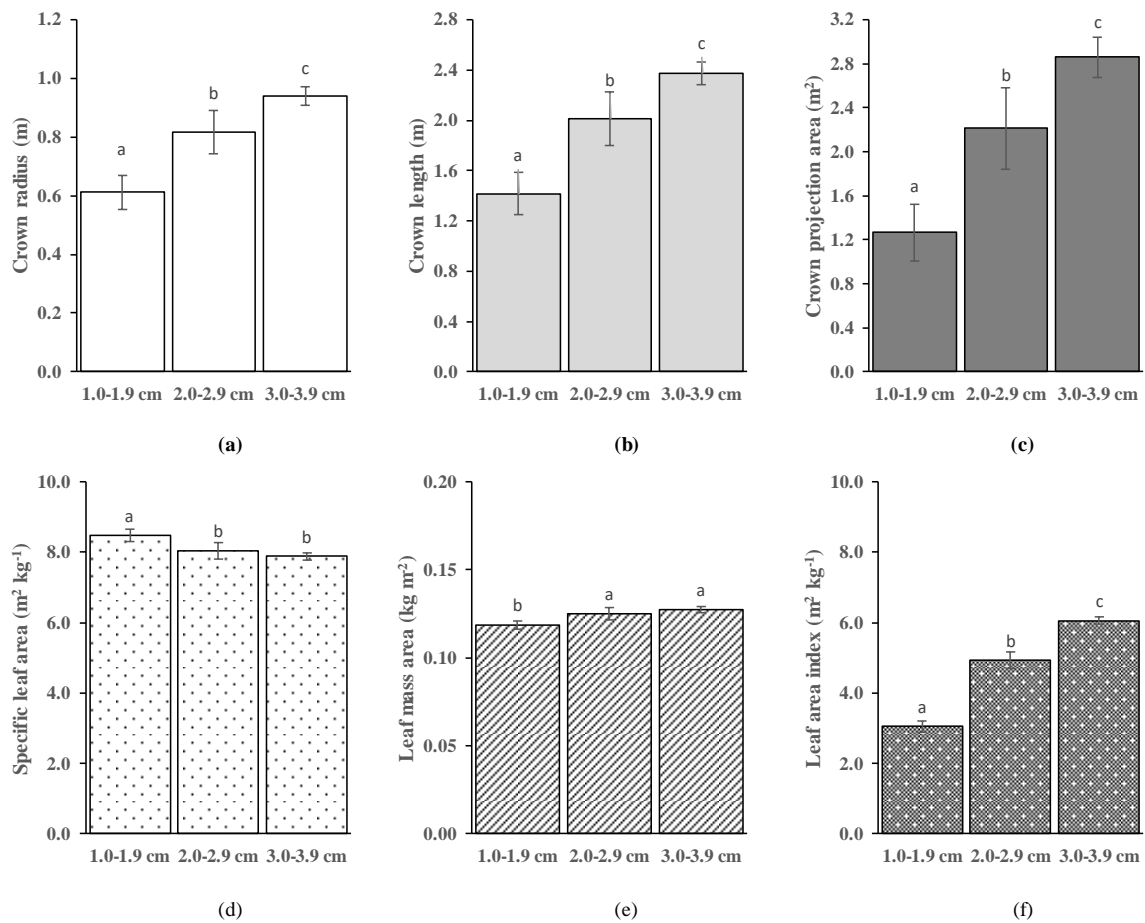 Crown radius (m)
1.2
1.0
0.8
0.6
0.4
0.2
0.0
a
b
c
1.0-1.9 cm 2.0-2.9 cm 3.0-3.9 cm
(a)
Crown length (m)
2.8
2.4
2.0
1.6
1.2
0.8
0.4
0.0
a
b
c
1.0-1.9 cm 2.0-2.9 cm 3.0-3.9 cm
(b)
Crown projection area (m²)
3.2
2.8
2.4
2.0
1.6
1.2
0.8
0.4
0.0
a
b
c
1.0-1.9 cm 2.0-2.9 cm 3.0-3.9 cm
(c)
Specific leaf area (m² kg⁻¹)
10.0
8.0
6.0
4.0
2.0
0.0
a
b
b
1.0-1.9 cm 2.0-2.9 cm 3.0-3.9 cm
(d)
Leaf mass area (kg m⁻²)
0.20
0.15
0.10
0.05
0.00
b
a
a
1.0-1.9 cm 2.0-2.9 cm 3.0-3.9 cm
(e)
Leaf area index (m² kg⁻¹)
10.0
8.0
6.0
4.0
2.0
0.0
a
b
c
1.0-1.9 cm 2.0-2.9 cm 3.0-3.9 cm
(f)